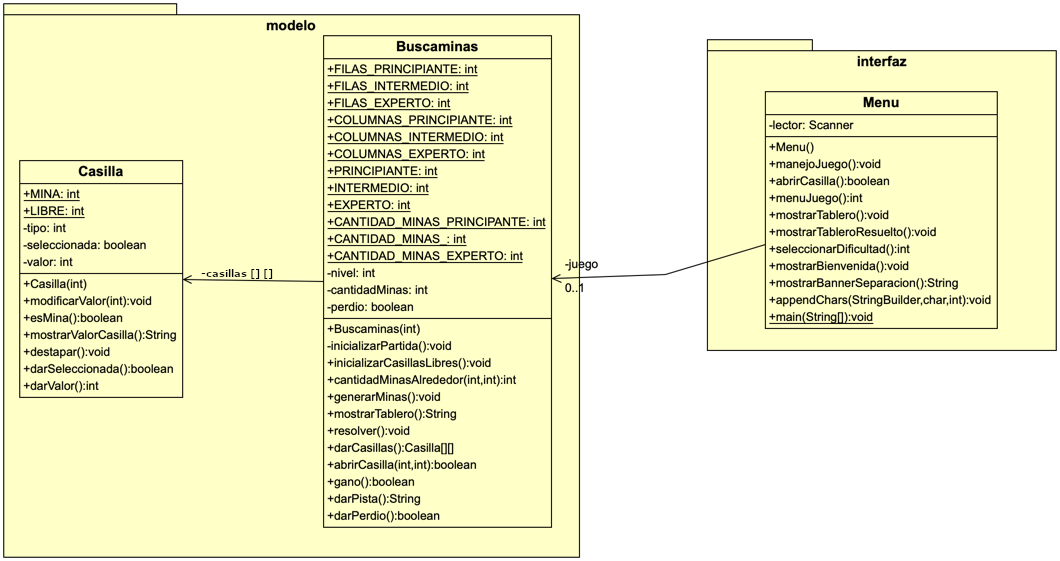 modelo
Casilla
+MINA: int
+LIBRE: int
-tipo: int
-seleccionada: boolean
-valor: int
+Casilla(int)
+modificarValor(int):void
+esMina():boolean
+mostrarValorCasilla():String
+destapar():void
+darSeleccionada():boolean
+darValor():int
-casillas [] []
Buscaminas
+FILAS_PRINCIPIANTE: int
+FILAS_INTERMEDIO: int
+FILAS_EXPERTO: int
+COLUMNAS_PRINCIPIANTE: int
+COLUMNAS_INTERMEDIO: int
+COLUMNAS_EXPERTO: int
+PRINCIPIANTE: int
+INTERMEDIO: int
+EXPERTO: int
+CANTIDAD_MINAS_PRINCIPANTE: int
+CANTIDAD_MINAS_: int
+CANTIDAD_MINAS_EXPERTO: int
-nivel: int
-cantidadMinas: int
-perdio: boolean
+Buscaminas(int)
-inicializarPartida():void
+inicializarCasillasLibres():void
+cantidadMinasAlrededor(int,int):int
+generarMinas():void
+mostrarTablero():String
+resolver():void
+darCasillas():Casilla[][]
+abrirCasilla(int,int):boolean
+gano():boolean
+darPista():String
+darPerdio():boolean
-juego
0..1
interfaz
Menu
-lector: Scanner
+Menu()
+manejoJuego():void
+abrirCasilla():boolean
+menuJuego():int
+mostrarTablero():void
+mostrarTableroResuelto():void
+seleccionarDificultad():int
+mostrarBienvenida():void
+mostrarBannerSeparacion():String
+appendChars(StringBuilder,char,int):void
+main(String[]):void